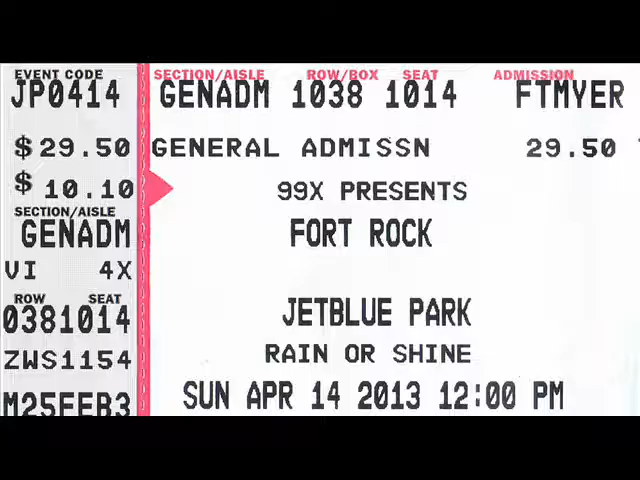 EVENT CODE SECTION/AISLE ROW/BOX SEAT ADMISSION
JP0414 GENADM 1038 1014 FTMYER
$ 29.50 GENERAL ADMISSN 29.50
$ 10.10 99X PRESENTS
SECTION/AISLE
GENADM FORT ROCK
VI 4X
ROW SEAT
0381014 JETBLUE PARK
ZWS1154 RAIN OR SHINE
M25FEB3 SUN APR 14 2013 12:00 PM